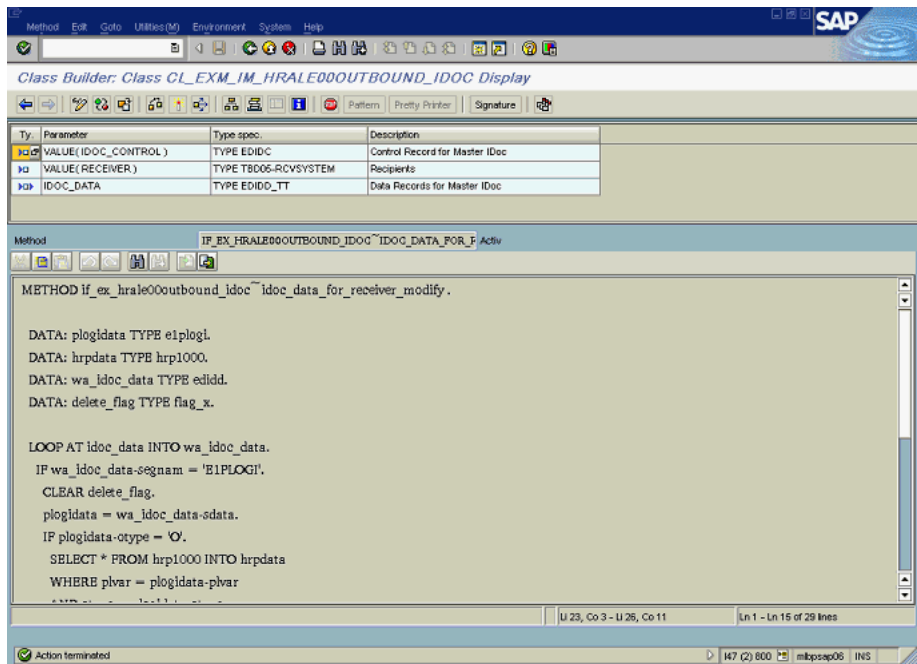 Method Edit Goto Utilities(M) Environment System Help
SAP
Class Builder: Class CL_EXM_IM_HRALE00OUTBOUND_IDOC Display
Pattern Pretty Printer Signature
Ty. Parameter Type spec. Description
VALUE(IDOC_CONTROL) TYPE EDIDC Control Record for Master IDoc
VALUE(RECEIVER) TYPE TBD05-RCVSYSTEM Recipients
IDOC_DATA TYPE EDIDD_TT Data Records for Master IDoc
Method IF_EX_HRALE00OUTBOUND_IDOC~IDOC_DATA_FOR_F Activ
METHOD if_ex_hrale00outbound_idoc~idoc_data_for_receiver_modify .
DATA: plogidata TYPE e1plogi.
DATA: hrpdata TYPE hrp1000.
DATA: wa_idoc_data TYPE edidd.
DATA: delete_flag TYPE flag_x.
LOOP AT idoc_data INTO wa_idoc_data.
IF wa_idoc_data-segnam = 'E1PLOGI'.
CLEAR delete_flag.
plogidata = wa_idoc_data-sdata.
IF plogidata-otype = 'O'.
SELECT * FROM hrp1000 INTO hrpdata
WHERE plvar = plogidata-plvar
Li 23, Co 3 - Li 26, Co 11 Ln 1 - Ln 15 of 29 lines
Action terminated I47 (2) 800 mlbpsap06 INS